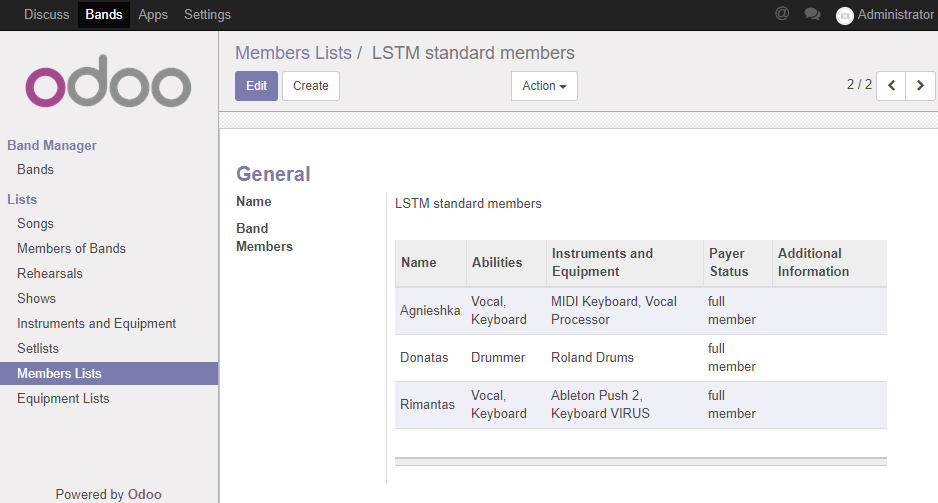 Discuss Bands Apps Settings @ Administrator
odoo
Band Manager
Bands
Lists
Songs
Members of Bands
Rehearsals
Shows
Instruments and Equipment
Setlists
Members Lists
Equipment Lists
Powered by Odoo
Members Lists / LSTM standard members
Edit Create Action 2 / 2
General
Name LSTM standard members
Band
Members
Name Abilities Instruments and Equipment Payer Status Additional Information
Agnieshka Vocal, Keyboard MIDI Keyboard, Vocal Processor full member
Donatas Drummer Roland Drums full member
Rimantas Vocal, Keyboard Ableton Push 2, Keyboard VIRUS full member